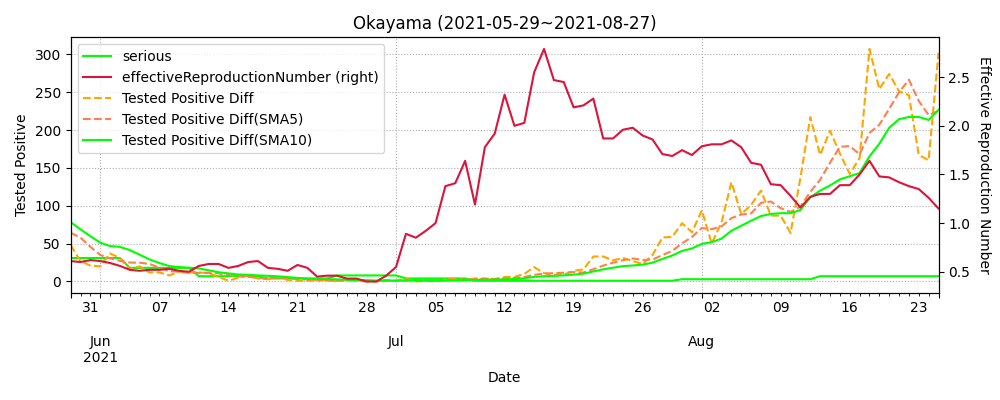 Okayama (2021-05-29~2021-08-27)
serious
effectiveReproductionNumber (right)
Tested Positive Diff
Tested Positive Diff(SMA5)
Tested Positive Diff(SMA10)
Tested Positive
300
250
200
150
100
50
0
2.5
2.0
1.5
1.0
0.5
Effective Reproduction Number
31 07 14 21 28 05 12 19 26 02 09 16 23
Jun Jul Aug
2021
Date